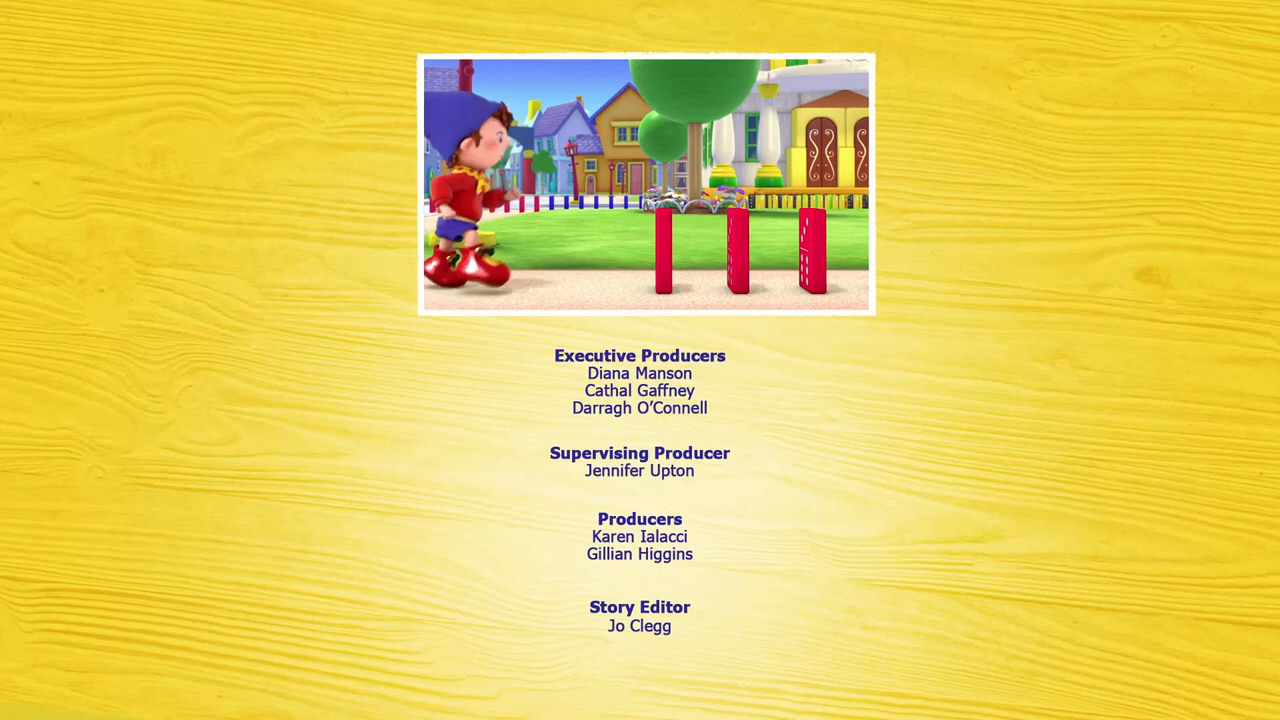 Executive Producers
Diana Manson
Cathal Gaffney
Darragh O'Connell
Supervising Producer
Jennifer Upton
Producers
Karen Ialacci
Gillian Higgins
Story Editor
Jo Clegg